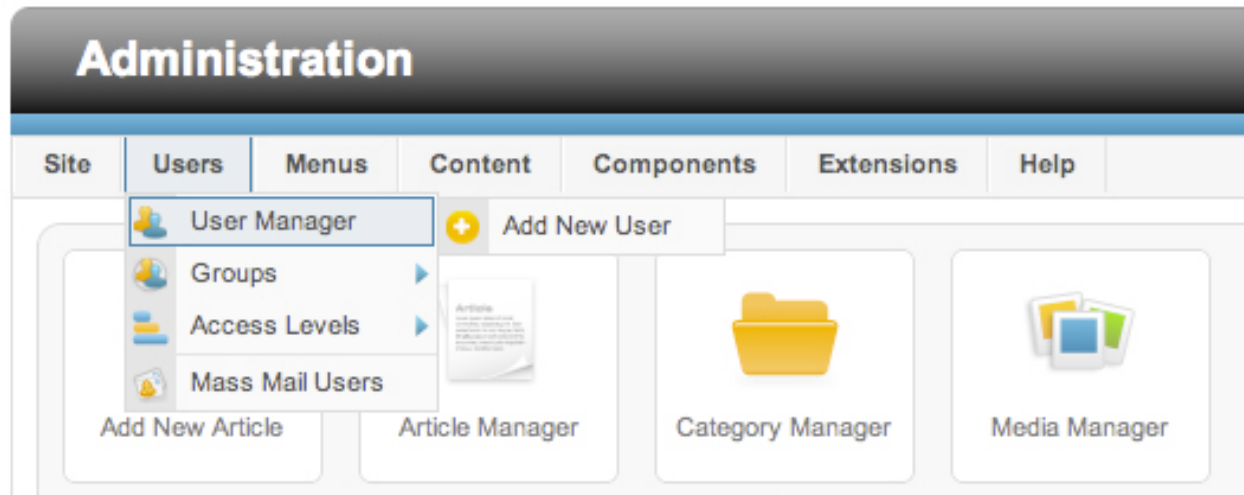 Administration
Site Users Menus Content Components Extensions Help
User Manager
Add New User
Groups
Access Levels
Mass Mail Users
Article
Add New Article
Article Manager
Category Manager
Media Manager